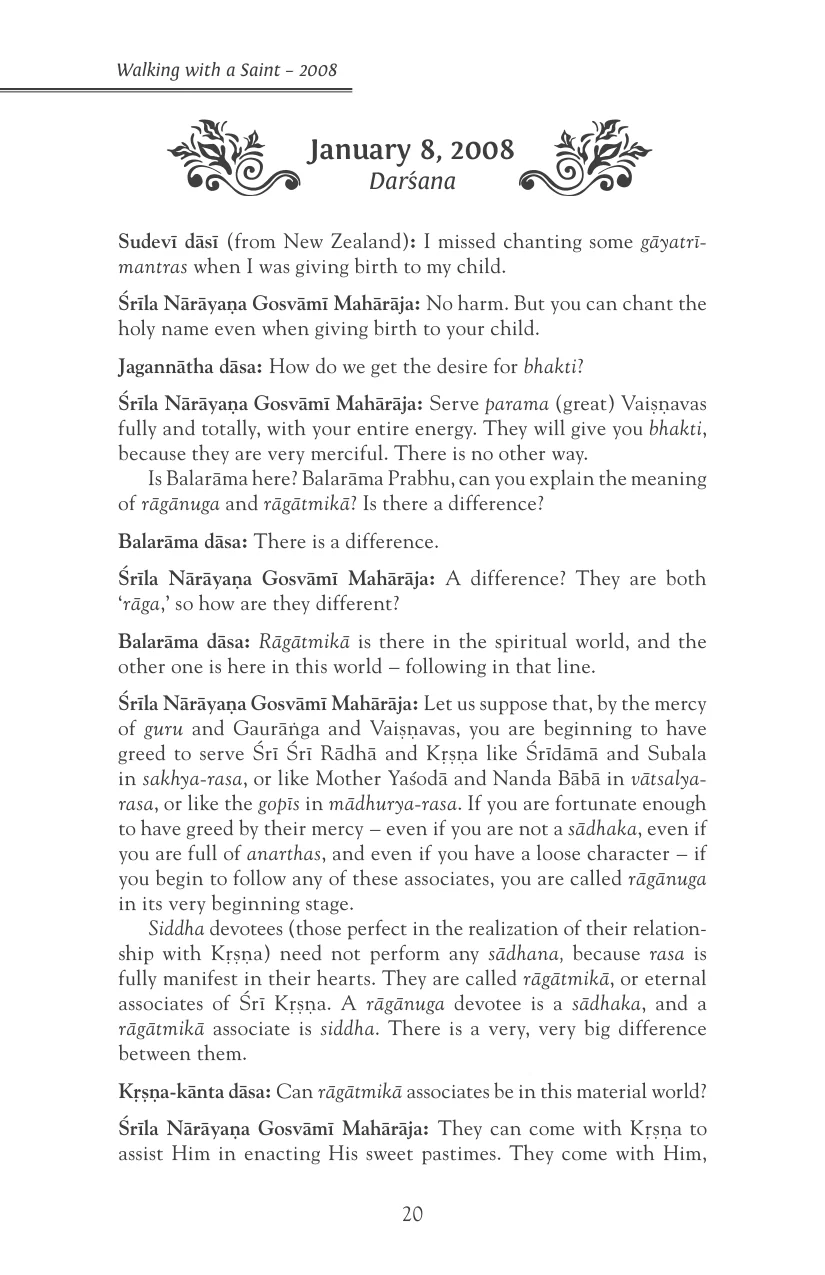 Walking with a Saint – 2008
January 8, 2008
Darśana
Sudevī dāsī (from New Zealand): I missed chanting some gāyatrī-
mantras when I was giving birth to my child.
Śrīla Nārāyaṇa Gosvāmī Mahārāja: No harm. But you can chant the
holy name even when giving birth to your child.
Jagannātha dāsa: How do we get the desire for bhakti?
Śrīla Nārāyaṇa Gosvāmī Mahārāja: Serve parama (great) Vaiṣṇavas
fully and totally, with your entire energy. They will give you bhakti,
because they are very merciful. There is no other way.
Is Balarāma here? Balarāma Prabhu, can you explain the meaning
of rāgānuga and rāgātmikā? Is there a difference?
Balarāma dāsa: There is a difference.
Śrīla Nārāyaṇa Gosvāmī Mahārāja: A difference? They are both
‘rāga,’ so how are they different?
Balarāma dāsa: Rāgātmikā is there in the spiritual world, and the
other one is here in this world – following in that line.
Śrīla Nārāyaṇa Gosvāmī Mahārāja: Let us suppose that, by the mercy
of guru and Gaurāṅga and Vaiṣṇavas, you are beginning to have
greed to serve Śrī Śrī Rādhā and Kṛṣṇa like Śrīdāmā and Subala
in sakhya-rasa, or like Mother Yaśodā and Nanda Bābā in vātsalya-
rasa, or like the gopīs in mādhurya-rasa. If you are fortunate enough
to have greed by their mercy – even if you are not a sādhaka, even if
you are full of anarthas, and even if you have a loose character – if
you begin to follow any of these associates, you are called rāgānuga
in its very beginning stage.
Siddha devotees (those perfect in the realization of their relation-
ship with Kṛṣṇa) need not perform any sādhana, because rasa is
fully manifest in their hearts. They are called rāgātmikā, or eternal
associates of Śrī Kṛṣṇa. A rāgānuga devotee is a sādhaka, and a
rāgātmikā associate is siddha. There is a very, very big difference
between them.
Kṛṣṇa-kānta dāsa: Can rāgātmikā associates be in this material world?
Śrīla Nārāyaṇa Gosvāmī Mahārāja: They can come with Kṛṣṇa to
assist Him in enacting His sweet pastimes. They come with Him,
20